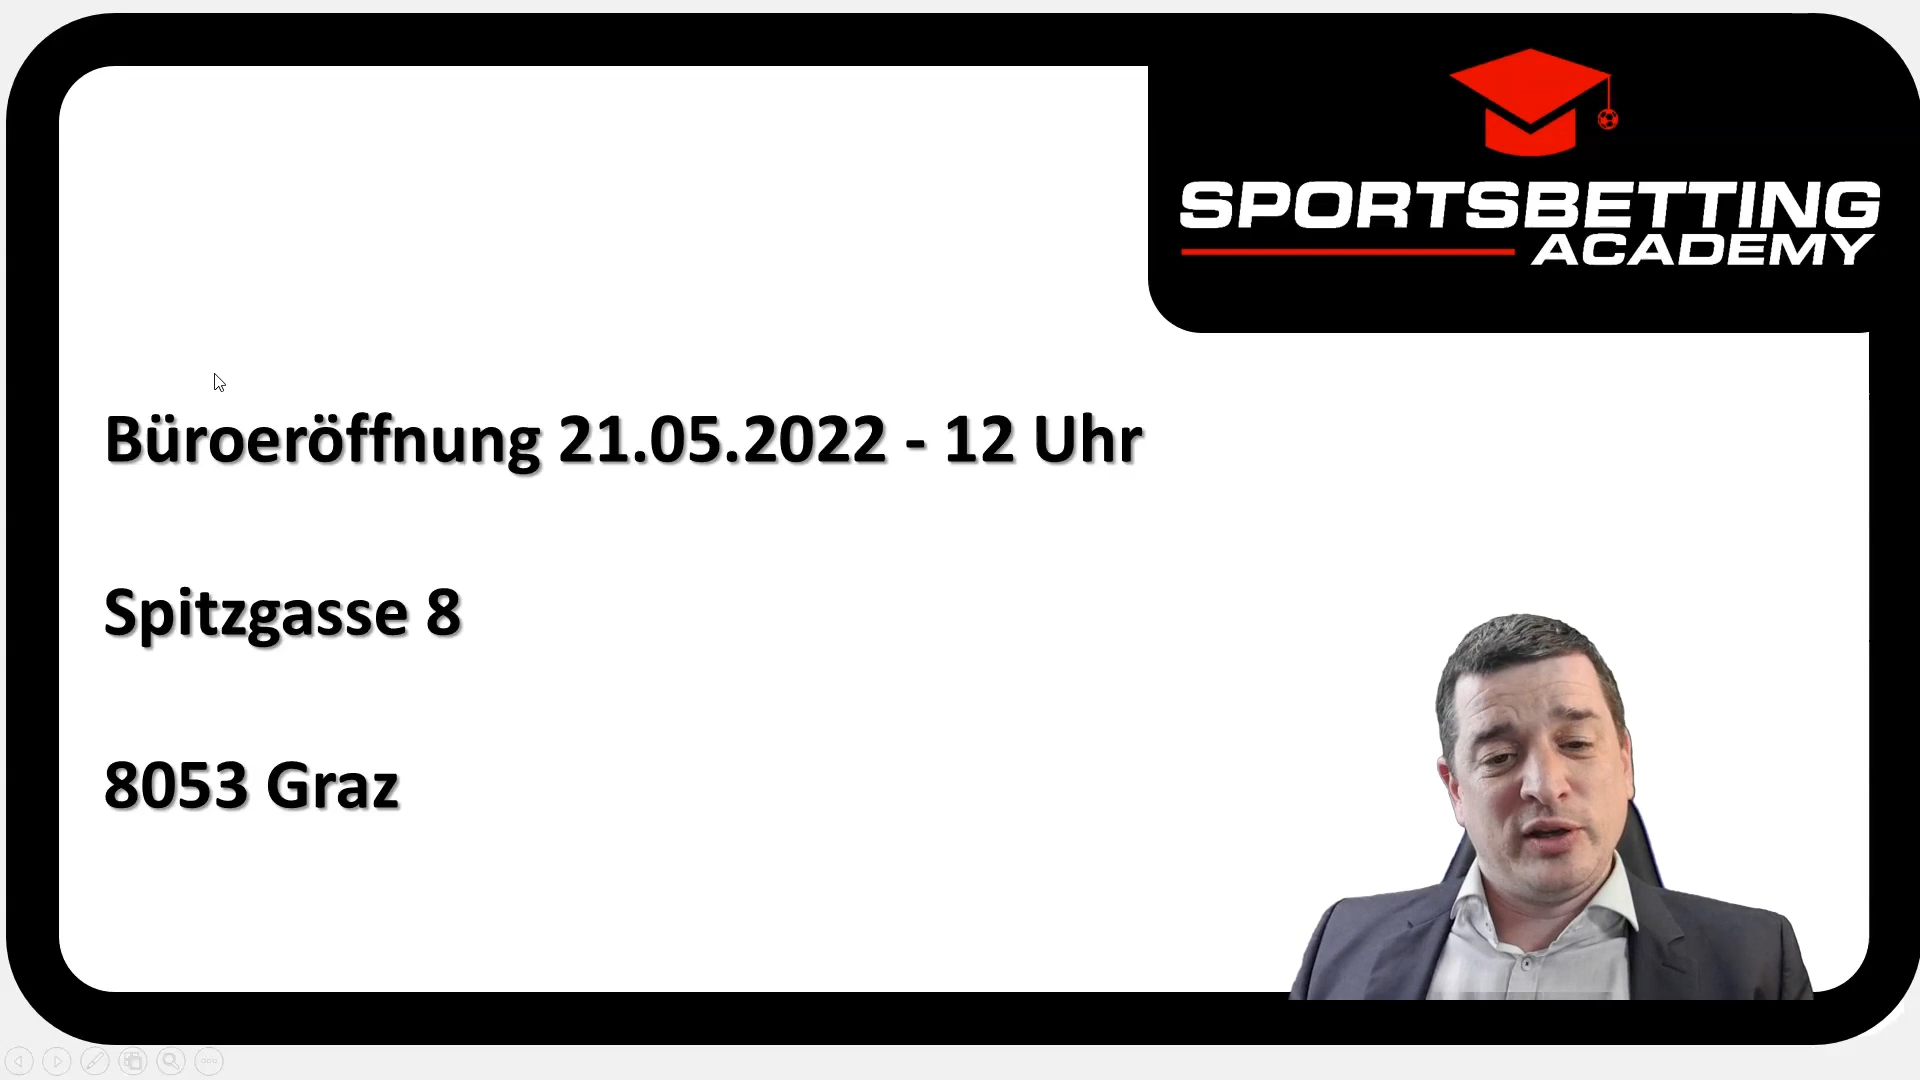 SPORTSBETTING
ACADEMY
Büroeröffnung 21.05.2022 - 12 Uhr
Spitzgasse 8
8053 Graz